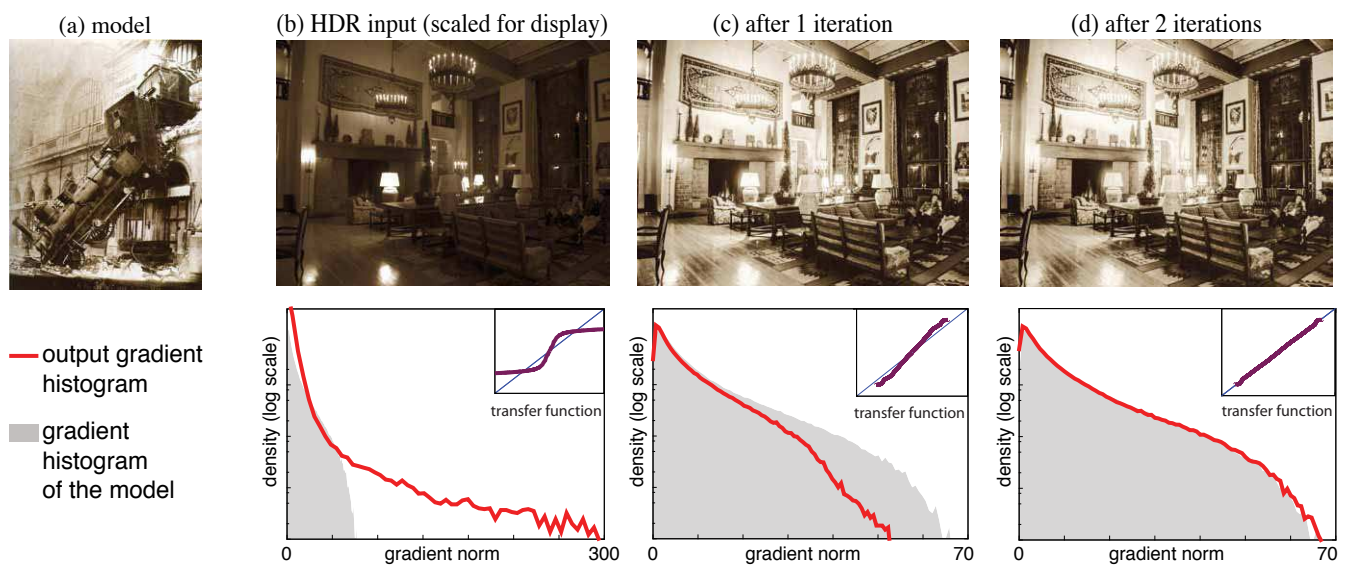 (a) model
(b) HDR input (scaled for display)
(c) after 1 iteration
(d) after 2 iterations
output gradient
histogram
gradient
histogram
of the model
density (log scale)
transfer function
0
gradient norm
300
density (log scale)
transfer function
0
gradient norm
70
density (log scale)
transfer function
0
gradient norm
70